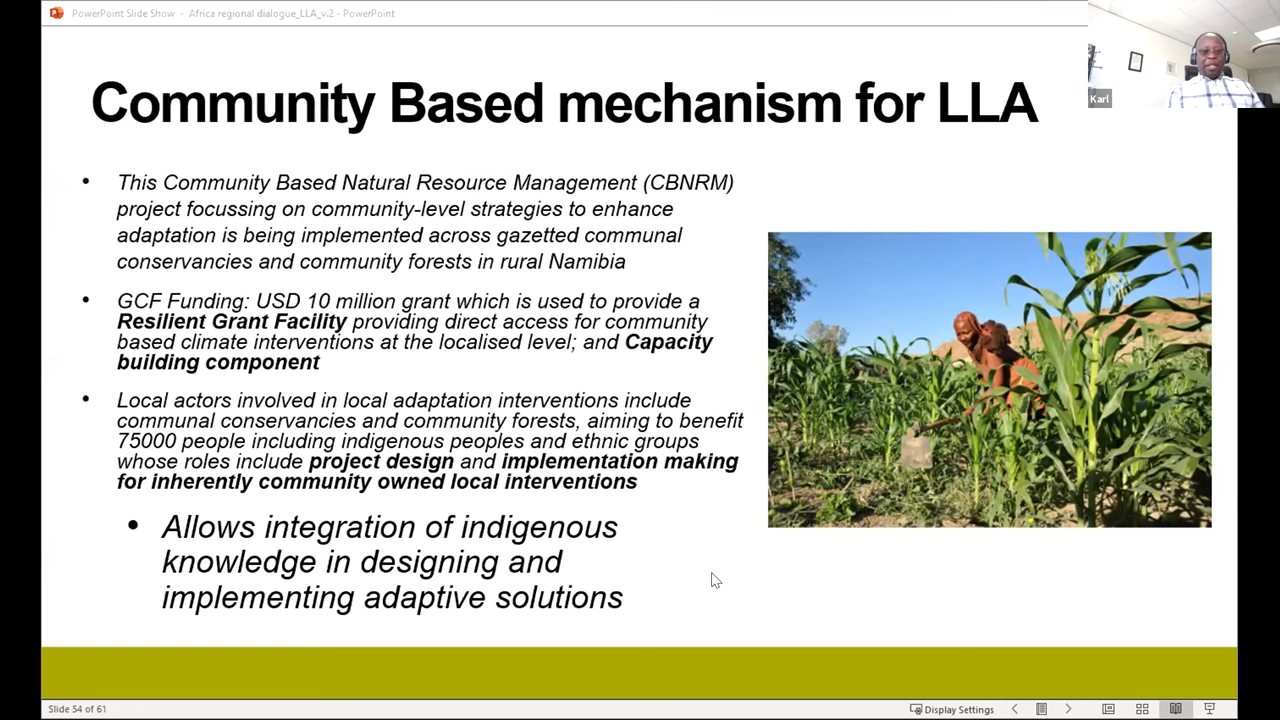 PowerPoint Slide Show - Africa regional dialogue_LLA_v.2 - PowerPoint
Karl
Community Based mechanism for LLA
• This Community Based Natural Resource Management (CBNRM)
project focussing on community-level strategies to enhance
adaptation is being implemented across gazetted communal
conservancies and community forests in rural Namibia
• GCF Funding: USD 10 million grant which is used to provide a
Resilient Grant Facility providing direct access for community
based climate interventions at the localised level; and Capacity
building component
• Local actors involved in local adaptation interventions include
communal conservancies and community forests, aiming to benefit
75000 people including indigenous peoples and ethnic groups
whose roles include project design and implementation making
for inherently community owned local interventions
• Allows integration of indigenous
knowledge in designing and
implementing adaptive solutions
Slide 54 of 61
Display Settings